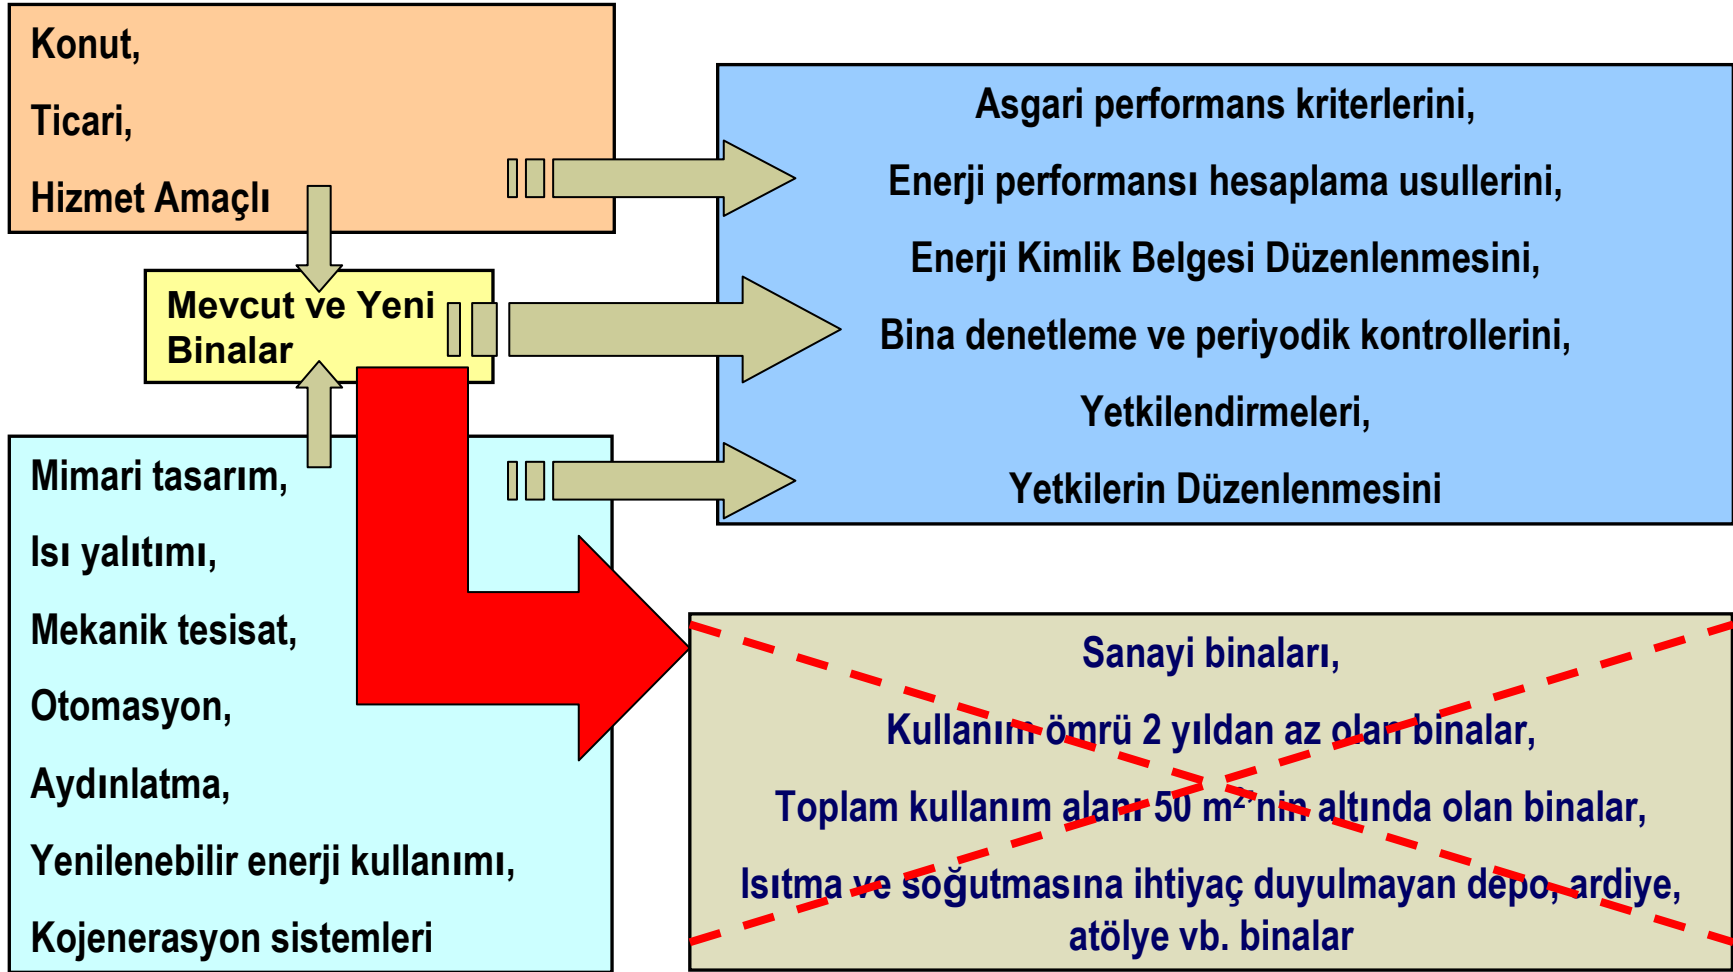 Konut,
Ticari,
Hizmet Amaçlı
Mevcut ve Yeni
Binalar
Mimari tasarım,
Isı yalıtımı,
Mekanik tesisat,
Otomasyon,
Aydınlatma,
Yenilenebilir enerji kullanımı,
Kojenerasyon sistemleri
Asgari performans kriterlerini,
Enerji performansı hesaplama usullerini,
Enerji Kimlik Belgesi Düzenlenmesini,
Bina denetleme ve periyodik kontrollerini,
Yetkilendirmeleri,
Yetkilerin Düzenlenmesini
Sanayi binaları,
Kullanım ömrü 2 yıldan az olan binalar,
Toplam kullanım alanı 50 m²'nin altında olan binalar,
Isıtma ve soğutmasına ihtiyaç duyulmayan depo, ardiye,
atölye vb. binalar